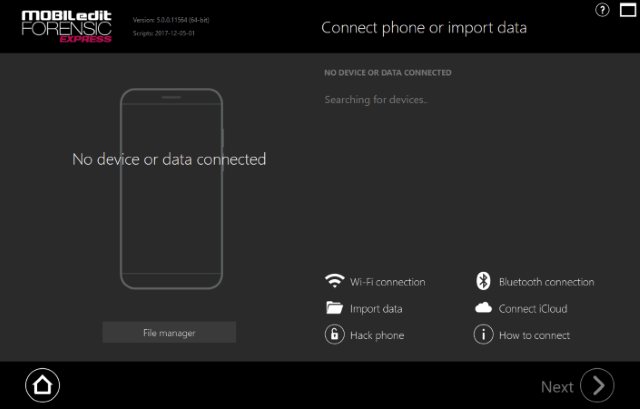 MOBILedit
FORENSIC
EXPRESS
Version: 5.0.0.11564 (64-bit)
Scripts: 2017-12-05-01
Connect phone or import data
?
NO DEVICE OR DATA CONNECTED
Searching for devices..
No device or data connected
Wi-Fi connection
Bluetooth connection
Import data
Connect iCloud
Hack phone
How to connect
File manager
Next